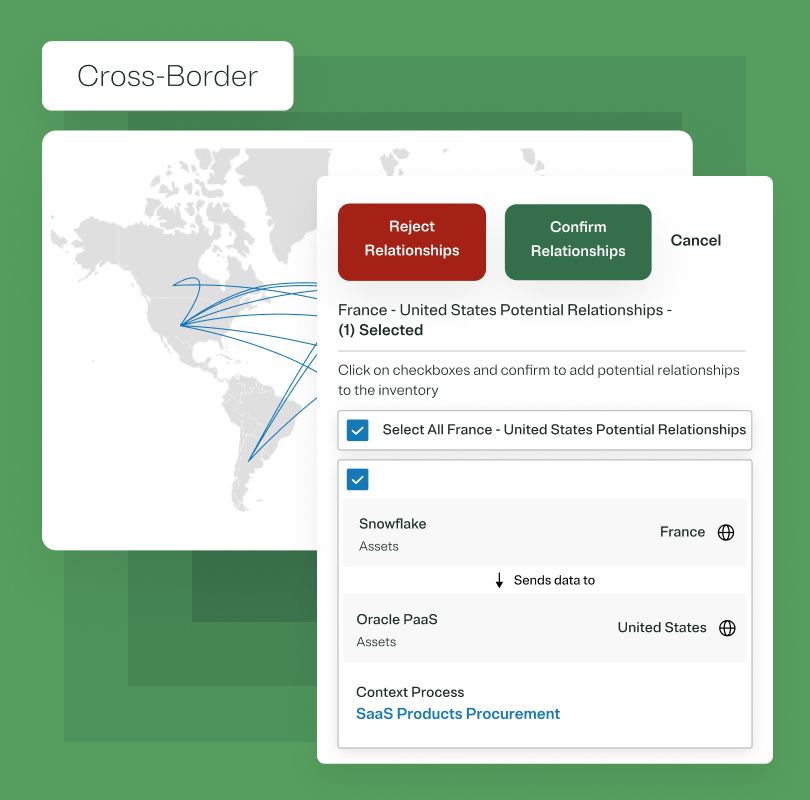 Cross-Border
Reject
Relationships
Confirm
Relationships
Cancel
France - United States Potential Relationships -
(1) Selected
Click on checkboxes and confirm to add potential relationships
to the inventory
Select All France - United States Potential Relationships
Snowflake
France
Assets
Sends data to
Oracle PaaS
United States
Assets
Context Process
SaaS Products Procurement